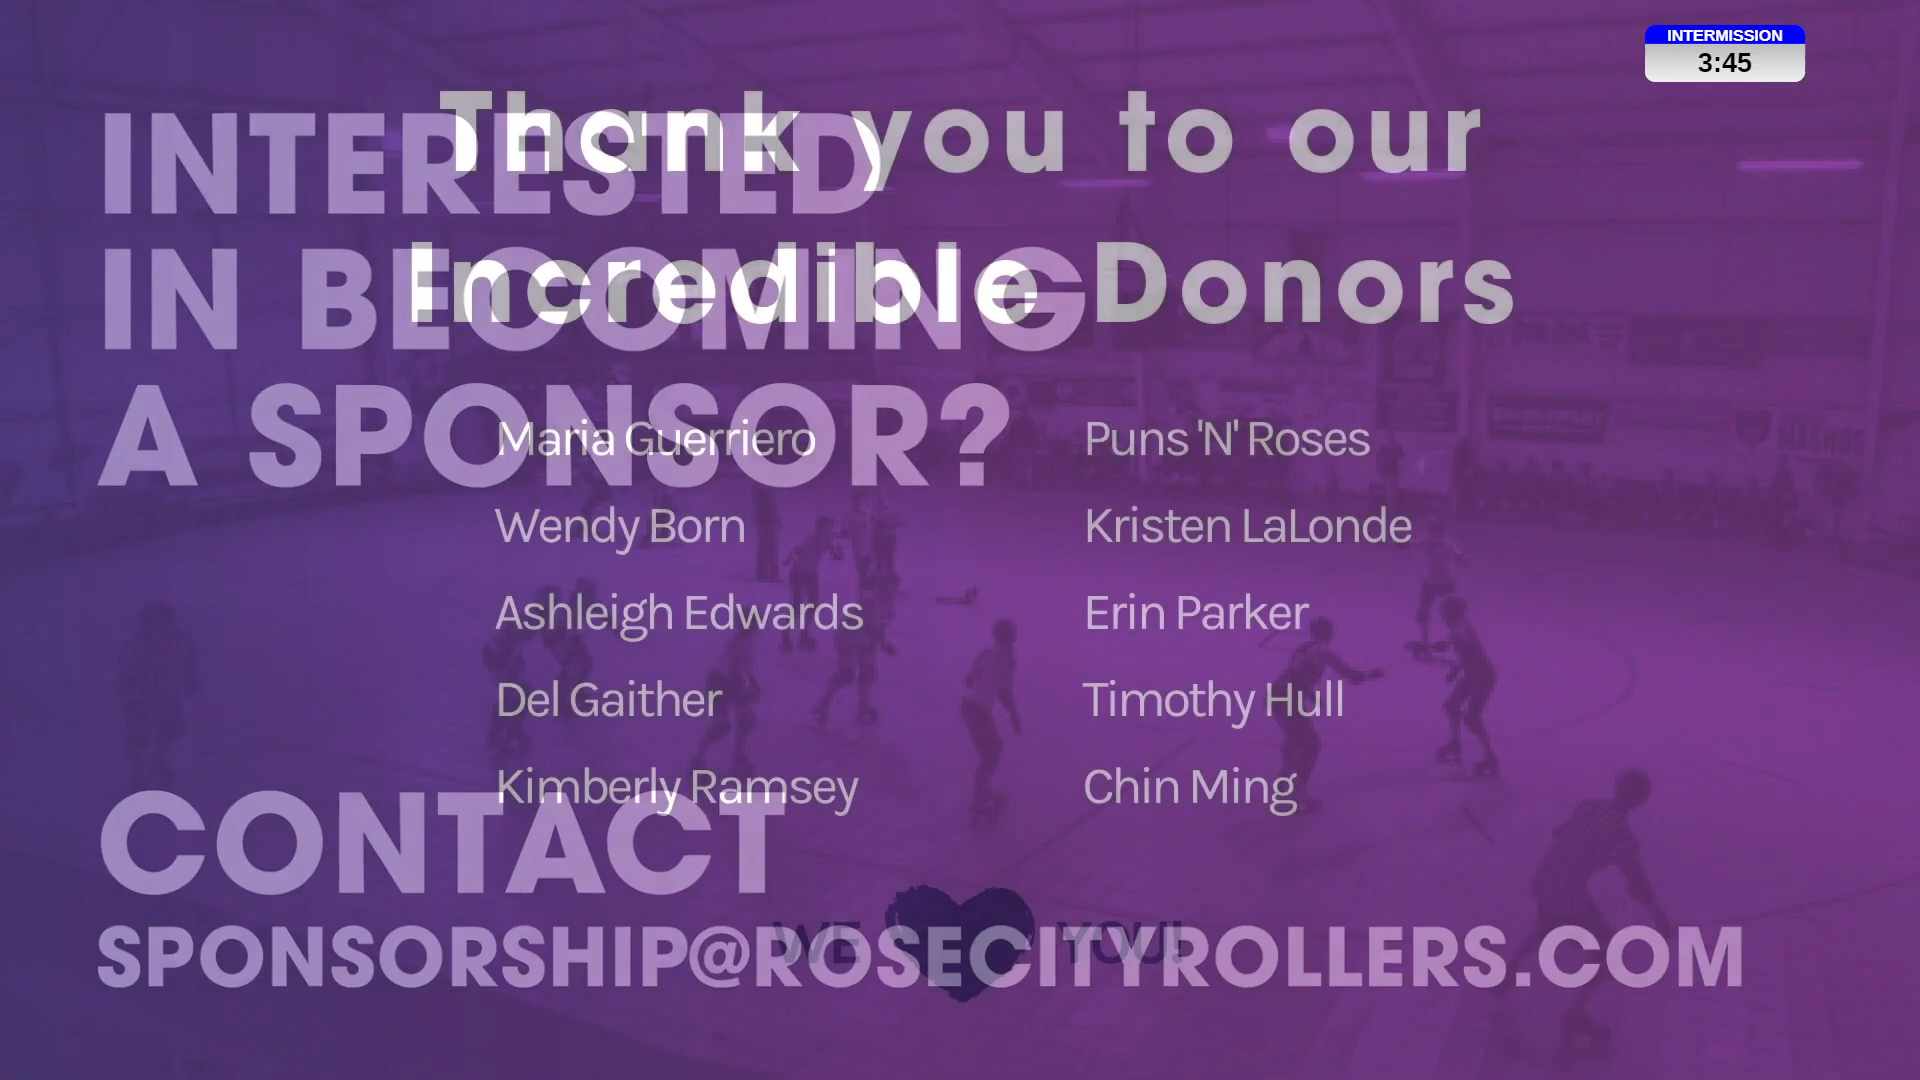 INTERMISSION
3:45
INTERESTED
IN BECOMING
A SPONSOR?
CONTACT
SPONSORSHIP@ROSECITYROLLERS.COM
Thank you to our
Incredible Donors
Maria Guerriero
Wendy Born
Ashleigh Edwards
Del Gaither
Kimberly Ramsey
Puns 'N' Roses
Kristen LaLonde
Erin Parker
Timothy Hull
Chin Ming
WE YOU!